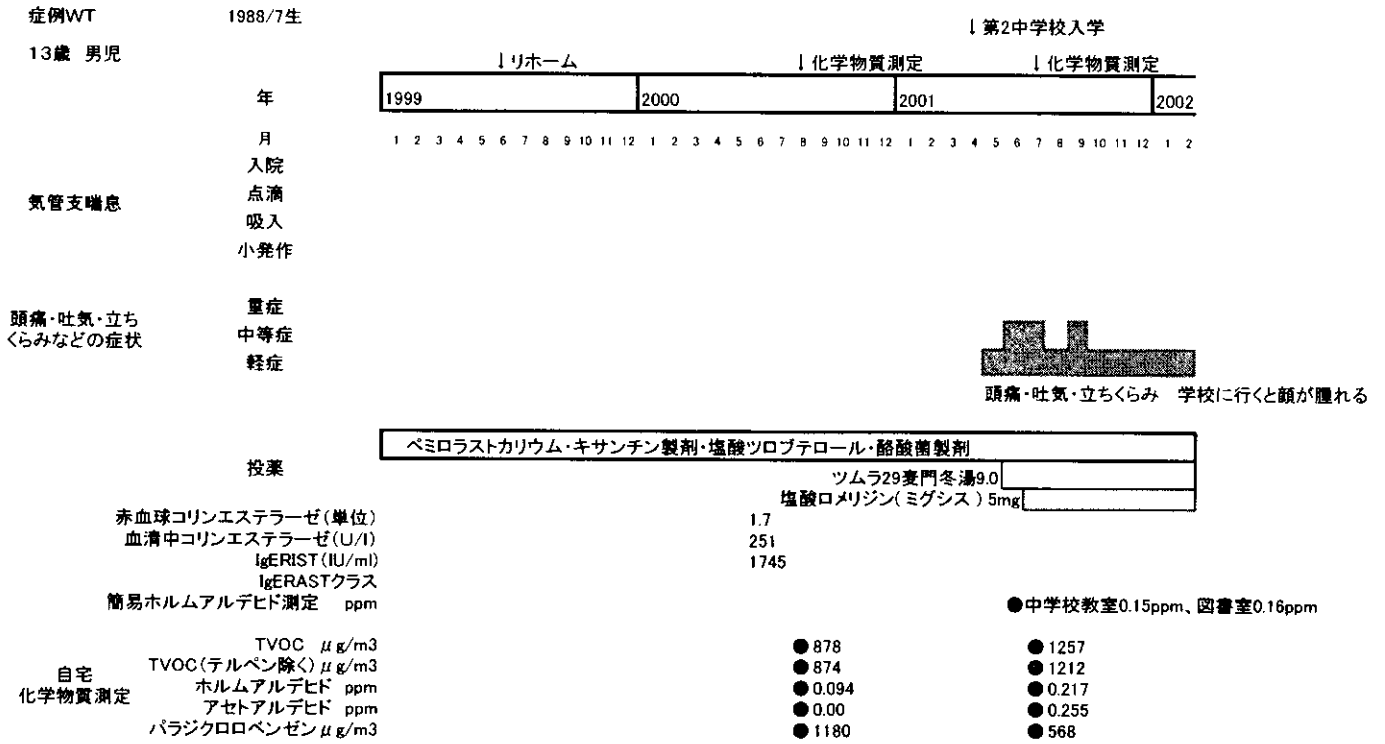 症例WT 1988/7生
↓第2中学校入学
13歳 男児
↓リホーム ↓化学物質測定 ↓化学物質測定
年 1999 2000 2001 2002
月 1 2 3 4 5 6 7 8 9 10 11 12 1 2 3 4 5 6 7 8 9 10 11 12 1 2 3 4 5 6 7 8 9 10 11 12 1 2
気管支喘息
入院
点滴
吸入
小発作
頭痛・吐気・立ち
くらみなどの症状
重症
中等症
軽症
頭痛・吐気・立ちくらみ 学校に行くと顔が腫れる
投薬
ペミロラストカリウム・キサンチン製剤・塩酸ツロブテロール・酪酸菌製剤
ツムラ29麦門冬湯9.0
塩酸ロメリジン(ミグシス)5mg
赤血球コリンエステラーゼ(単位) 1.7
血清中コリンエステラーゼ(U/l) 251
IgERIST(IU/ml) 1745
IgERASTクラス
簡易ホルムアルデヒド測定 ppm ●中学校教室0.15ppm、図書室0.16ppm
自宅
化学物質測定
TVOC μg/m3 ●878 ●1257
TVOC(テルペン除く)μg/m3 ●874 ●1212
ホルムアルデヒド ppm ●0.094 ●0.217
アセトアルデヒド ppm ●0.00 ●0.255
パラジクロロベンゼンμg/m3 ●1180 ●568